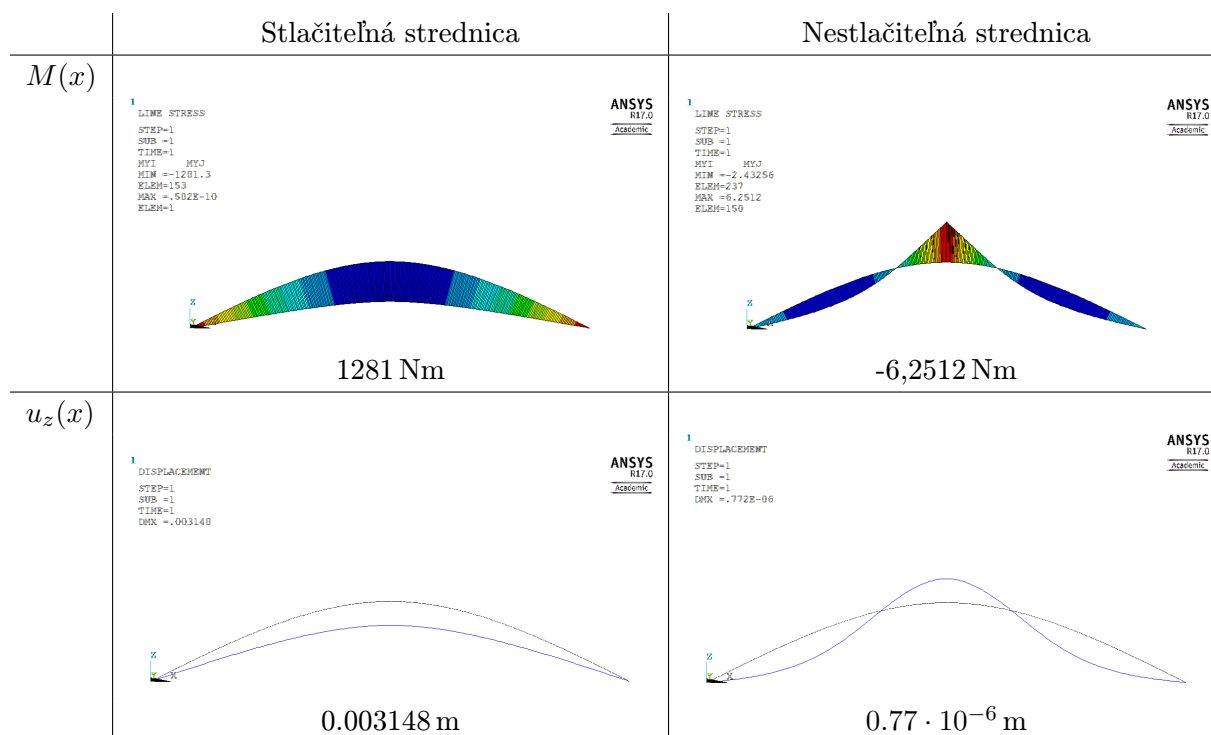 Stlačiteľná strednica
Nestlačiteľná strednica
M(x)
1
LINE STRESS
STEP=1
SUB =1
TIME=1
MYI MYJ
MIN =-1281.3
ELEM=153
MAX =.582E-10
ELEM=1
ANSYS
R17.0
Academic
Z
Y
1281 Nm
1
LINE STRESS
STEP=1
SUB =1
TIME=1
MYI MYJ
MIN =-2.43256
ELEM=237
MAX =6.2512
ELEM=150
ANSYS
R17.0
Academic
Z
Y
-6,2512 Nm
u_z(x)
1
DISPLACEMENT
STEP=1
SUB =1
TIME=1
DMX =.003148
ANSYS
R17.0
Academic
Z
Y X
0.003148 m
1
DISPLACEMENT
STEP=1
SUB =1
TIME=1
DMX =.772E-06
ANSYS
R17.0
Academic
Z
Y X
0.77 · 10⁻⁶ m